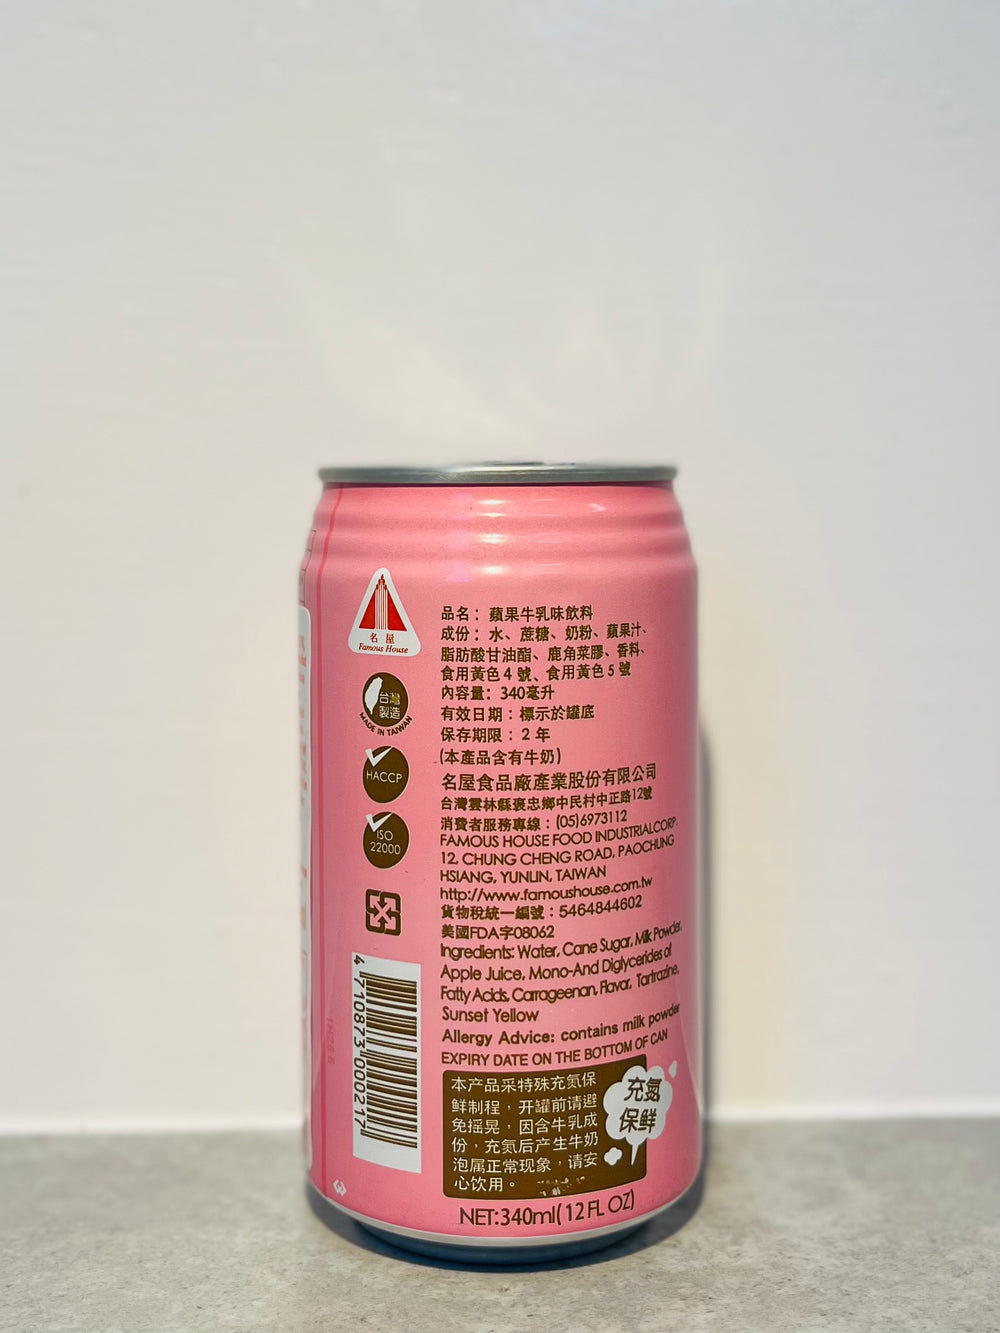 名屋
Famous House
台灣
製造
MADE IN TAIWAN
HACCP
ISO
22000
4 710873 000217
品名：蘋果牛乳味飲料
成份：水、蔗糖、奶粉、蘋果汁、
脂肪酸甘油酯、鹿角菜膠、香料、
食用黃色4號、食用黃色5號
內容量：340毫升
有效日期：標示於罐底
保存期限：2年
(本產品含有牛奶)
名屋食品廠產業股份有限公司
台灣雲林縣褒忠鄉中民村中正路12號
消費者服務專線：(05)6973112
FAMOUS HOUSE FOOD INDUSTRIAL CORP.
12, CHUNG CHENG ROAD, PAOCHUNG
HSIANG, YUNLIN, TAIWAN
http://www.famoushouse.com.tw
貨物稅統一編號：5464844602
美國FDA字08062
Ingredients: Water, Cane Sugar, Milk Powder,
Apple Juice, Mono-And Diglycerides of
Fatty Acids, Carrageenan, Flavor, Tartrazine,
Sunset Yellow
Allergy Advice: contains milk powder
EXPIRY DATE ON THE BOTTOM OF CAN
本产品采特殊充氮保
鲜制程，开罐前请避
免摇晃，因含牛乳成
份，充氮后产生牛奶
泡属正常现象，请安
心饮用。
充氮
保鲜
NET:340ml(12FL OZ)